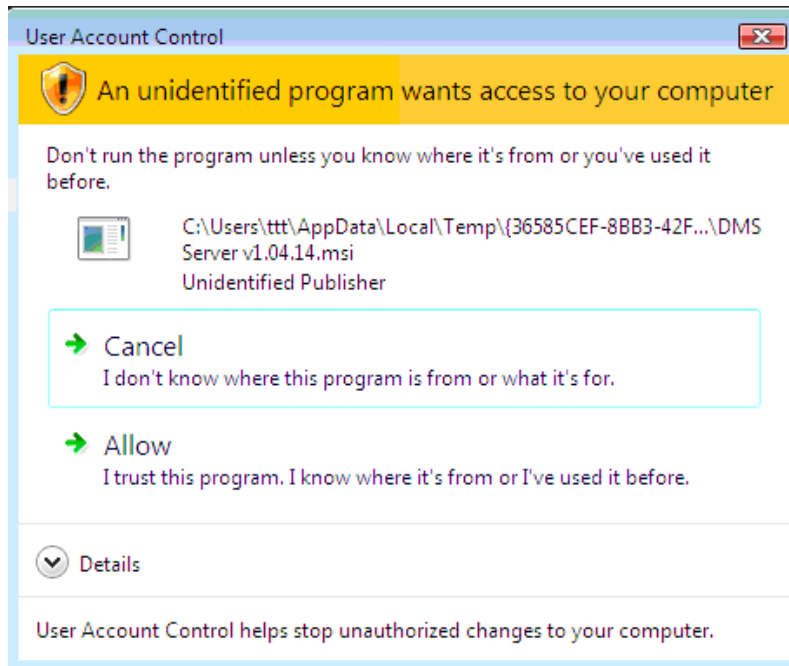 User Account Control
An unidentified program wants access to your computer
Don't run the program unless you know where it's from or you've used it
before.
C:\Users\ttt\AppData\Local\Temp\{36585CEF-8BB3-42F...\DMS
Server v1.04.14.msi
Unidentified Publisher
Cancel
I don't know where this program is from or what it's for.
Allow
I trust this program. I know where it's from or I've used it before.
Details
User Account Control helps stop unauthorized changes to your computer.